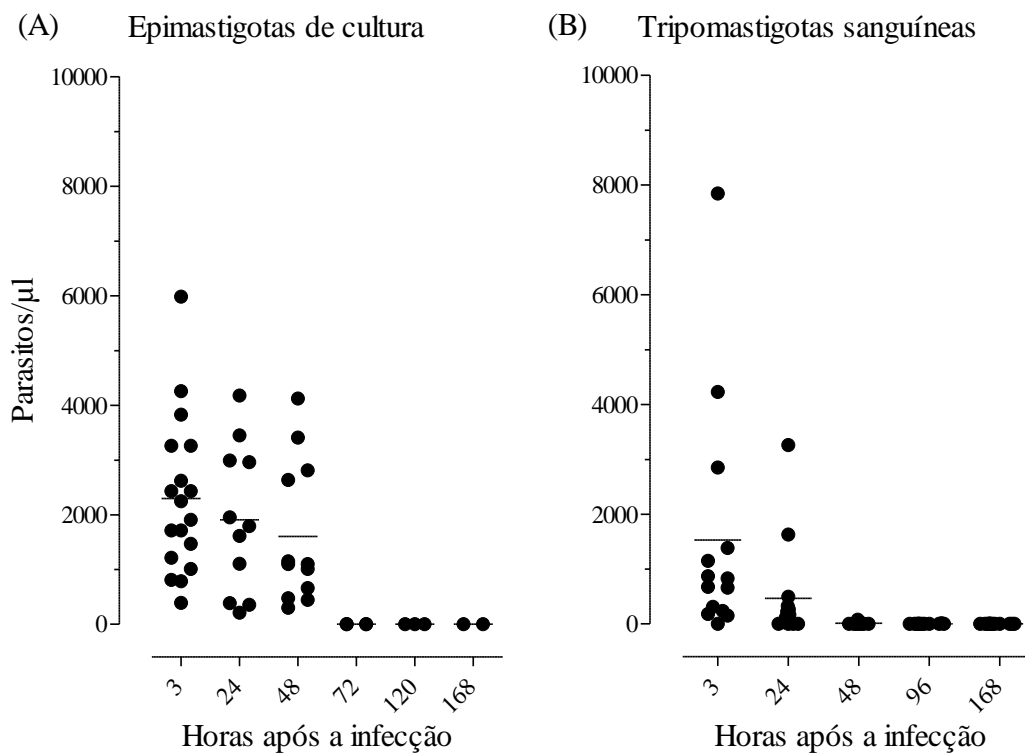 (A) Epimastigotas de cultura
10000
8000
6000
4000
2000
0
Parasitos/µl
3 24 48 72 120 168
Horas após a infecção
(B) Tripomastigotas sanguíneas
10000
8000
6000
4000
2000
0
3 24 48 96 168
Horas após a infecção